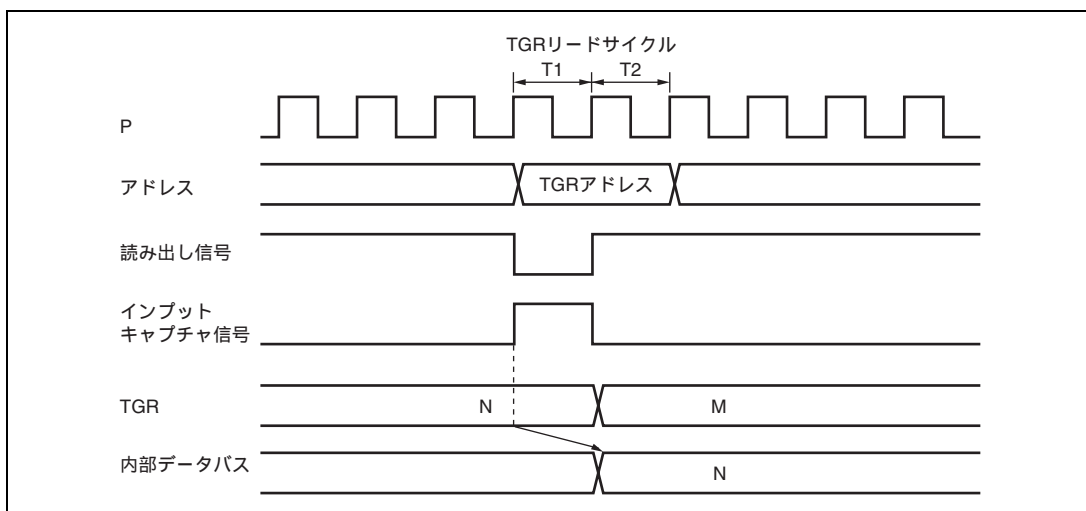 TGRリードサイクル
T1
T2
P
アドレス
TGRアドレス
読み出し信号
インプット
キャプチャ信号
TGR
N
M
内部データバス
N